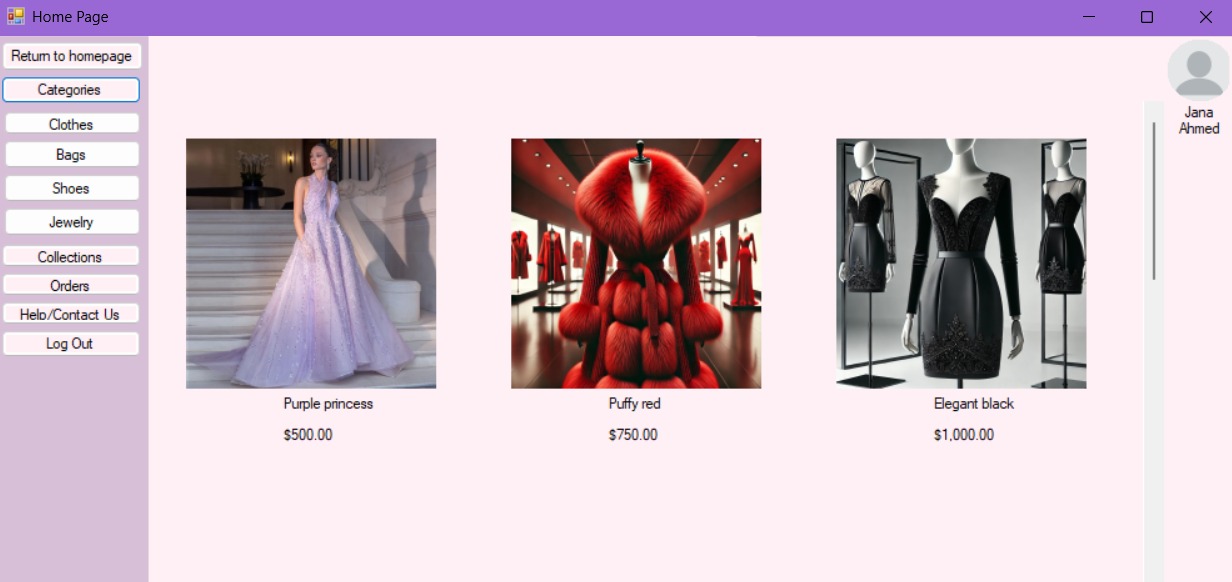 Home Page
Return to homepage
Categories
Clothes
Bags
Shoes
Jewelry
Collections
Orders
Help/Contact Us
Log Out
Jana
Ahmed
Purple princess
$500.00
Puffy red
$750.00
Elegant black
$1,000.00